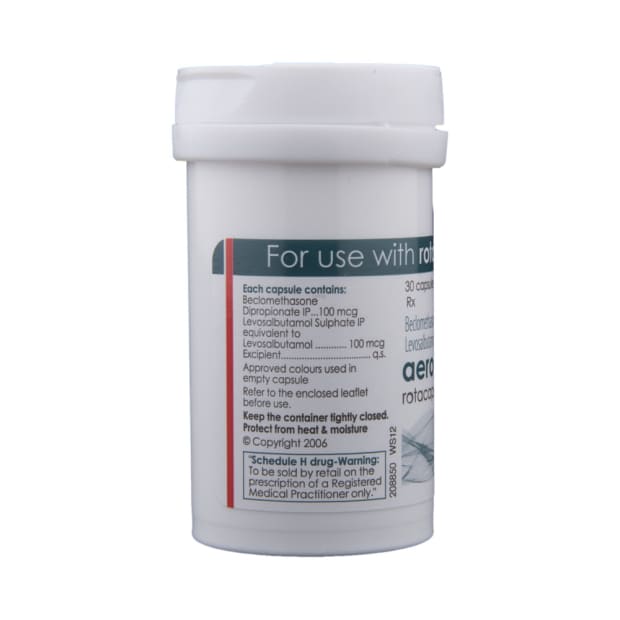 For use with
Each capsule contains:
Beclomethasone
Dipropionate IP...100 mcg
Levosalbutamol Sulphate IP
equivalent to
Levosalbutamol ............ 100 mcg
Excipient.............................. q.s.
Approved colours used in
empty capsule
Refer to the enclosed leaflet
before use.
Keep the container tightly closed.
Protect from heat & moisture
© Copyright 2006
"Schedule H drug-Warning:
To be sold by retail on the
prescription of a Registered
Medical Practitioner only."
30 capsule
Rx
Beclometha
Levosalbutam
aero
rotacap
208850 WS12